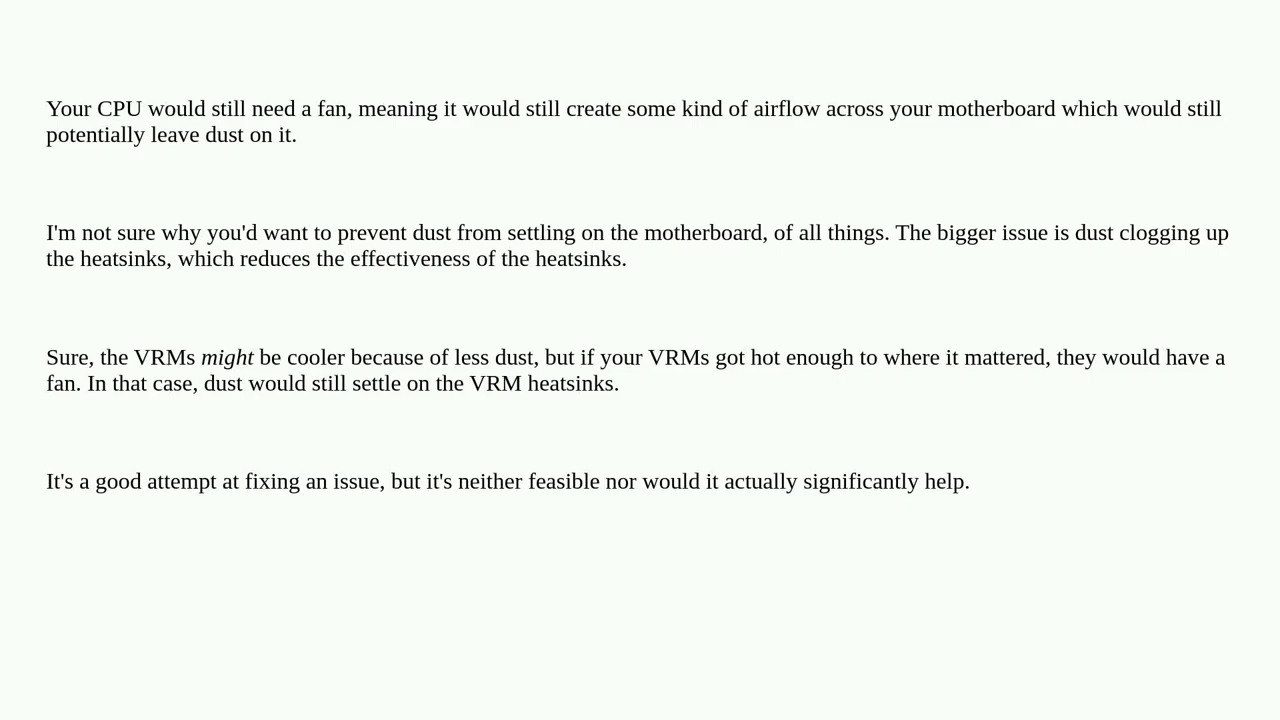 Your CPU would still need a fan, meaning it would still create some kind of airflow across your motherboard which would still
potentially leave dust on it.
I'm not sure why you'd want to prevent dust from settling on the motherboard, of all things. The bigger issue is dust clogging up
the heatsinks, which reduces the effectiveness of the heatsinks.
Sure, the VRMs might be cooler because of less dust, but if your VRMs got hot enough to where it mattered, they would have a
fan. In that case, dust would still settle on the VRM heatsinks.
It's a good attempt at fixing an issue, but it's neither feasible nor would it actually significantly help.